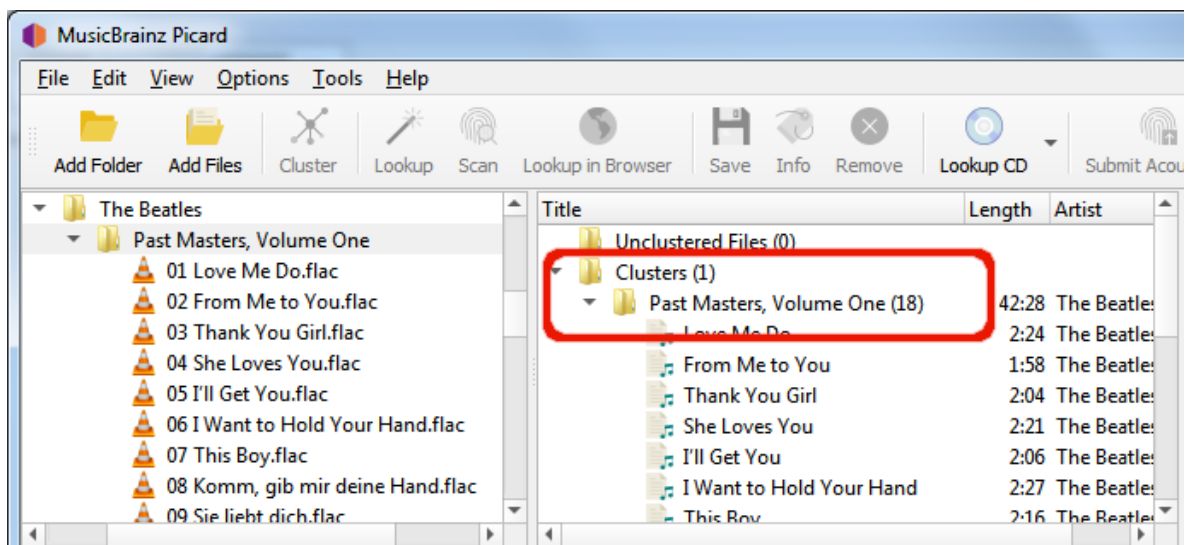 MusicBrainz Picard
File Edit View Options Tools Help
Add Folder Add Files Cluster Lookup Scan Lookup in Browser Save Info Remove Lookup CD Submit Acou
The Beatles
Past Masters, Volume One
01 Love Me Do.flac
02 From Me to You.flac
03 Thank You Girl.flac
04 She Loves You.flac
05 I'll Get You.flac
06 I Want to Hold Your Hand.flac
07 This Boy.flac
08 Komm, gib mir deine Hand.flac
09 Sie liebt dich.flac
Title Length Artist
Unclustered Files (0)
Clusters (1)
Past Masters, Volume One (18) 42:28 The Beatles
Love Me Do 2:24 The Beatles
From Me to You 1:58 The Beatles
Thank You Girl 2:04 The Beatles
She Loves You 2:21 The Beatles
I'll Get You 2:06 The Beatles
I Want to Hold Your Hand 2:27 The Beatles
This Boy 2:16 The Beatles